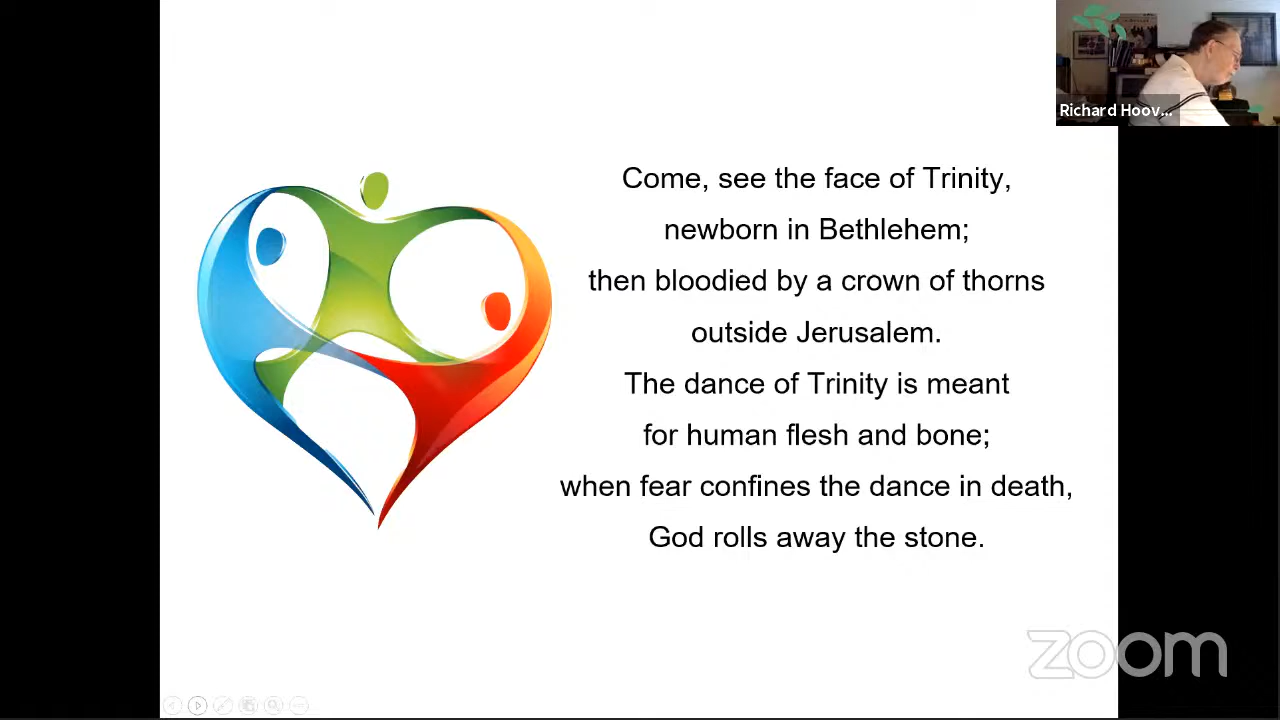 Richard Hoov...
Come, see the face of Trinity,
newborn in Bethlehem;
then bloodied by a crown of thorns
outside Jerusalem.
The dance of Trinity is meant
for human flesh and bone;
when fear confines the dance in death,
God rolls away the stone.
zoom